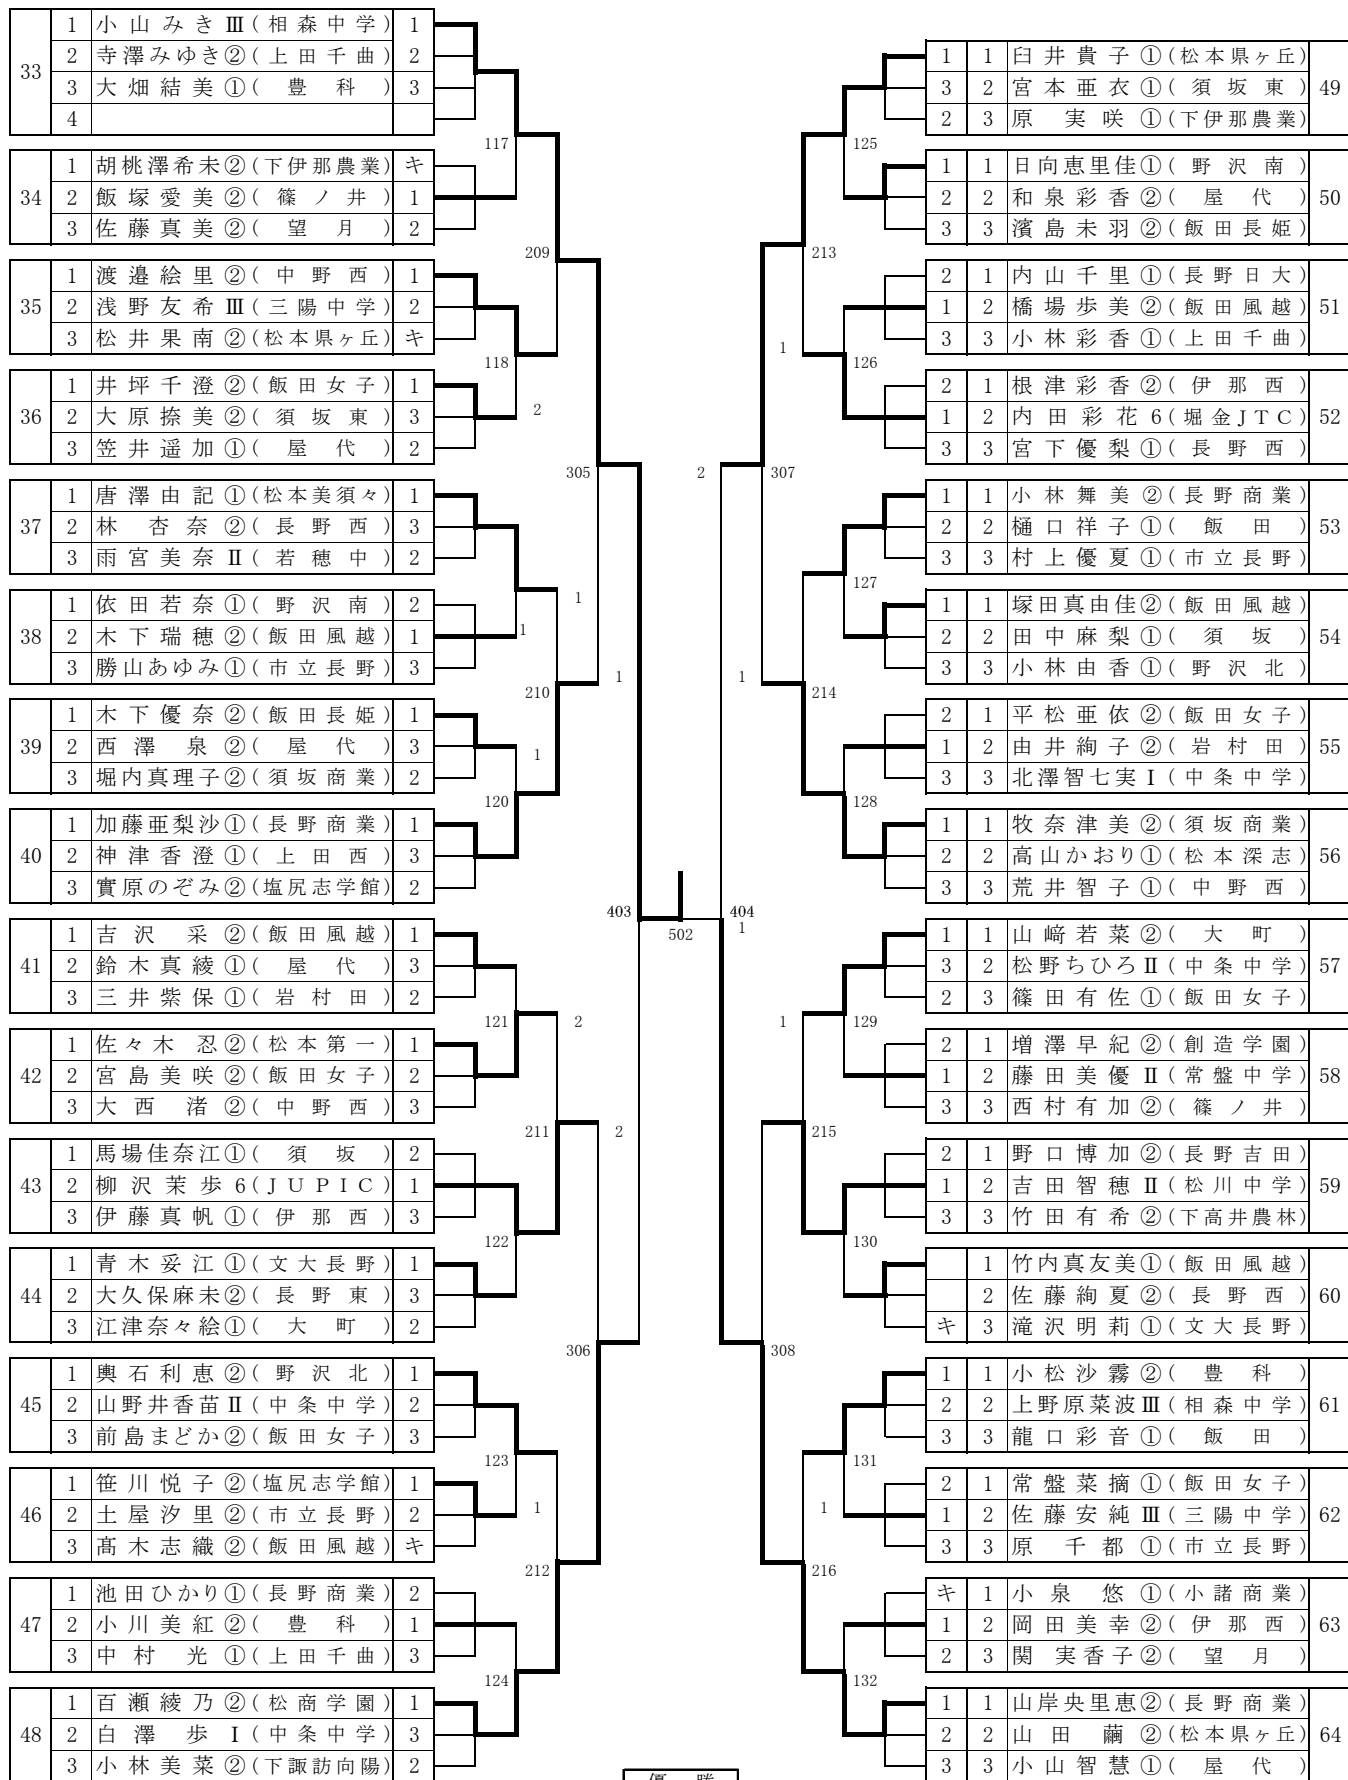 1 小山みきⅢ(相森中学) 1
33 2 寺澤みゆき②(上田千曲) 2
3 大畑結美①(豊科) 3
4
117
34 1 胡桃澤希未②(下伊那農業) キ
2 飯塚愛美②(篠ノ井) 1
3 佐藤真美②(望月) 2
209
35 1 渡邉絵里②(中野西) 1
2 浅野友希Ⅲ(三陽中学) 2
3 松井果南②(松本県ヶ丘) キ
118
2
36 1 井坪千澄②(飯田女子) 1
2 大原捺美②(須坂東) 3
3 笠井遥加①(屋代) 2
305
37 1 唐澤由記①(松本美須々) 1
2 林杏奈②(長野西) 3
3 雨宮美奈Ⅱ(若穂中) 2
1
1
38 1 依田若奈①(野沢南) 2
2 木下瑞穂②(飯田風越) 1
3 勝山あゆみ①(市立長野) 3
1
210
39 1 木下優奈②(飯田長姫) 1
2 西澤泉②(屋代) 3
3 堀内真理子②(須坂商業) 2
1
120
40 1 加藤亜梨沙①(長野商業) 1
2 神津香澄①(上田西) 3
3 實原のぞみ②(塩尻志学館) 2
403
502
41 1 吉沢采②(飯田風越) 1
2 鈴木真綾①(屋代) 3
3 三井紫保①(岩村田) 2
121
2
42 1 佐々木忍②(松本第一) 1
2 宮島美咲②(飯田女子) 2
3 大西渚②(中野西) 3
211
2
43 1 馬場佳奈江①(須坂) 2
2 柳沢茉歩6(JUPIC) 1
3 伊藤真帆①(伊那西) 3
122
44 1 青木妥江①(文大長野) 1
2 大久保麻未②(長野東) 3
3 江津奈々絵①(大町) 2
306
45 1 輿石利恵②(野沢北) 1
2 山野井香苗Ⅱ(中条中学) 2
3 前島まどか②(飯田女子) 3
123
1
46 1 笹川悦子②(塩尻志学館) 1
2 土屋汐里②(市立長野) 2
3 髙木志織②(飯田風越) キ
212
47 1 池田ひかり①(長野商業) 2
2 小川美紅②(豊科) 1
3 中村光①(上田千曲) 3
124
48 1 百瀬綾乃②(松商学園) 1
2 白澤歩Ⅰ(中条中学) 3
3 小林美菜②(下諏訪向陽) 2
1 1 臼井貴子①(松本県ヶ丘)
3 2 宮本亜衣①(須坂東) 49
2 3 原実咲①(下伊那農業)
125
1 1 日向恵里佳①(野沢南)
2 2 和泉彩香②(屋代) 50
3 3 濱島未羽②(飯田長姫)
213
2 1 内山千里①(長野日大)
1 2 橋場歩美②(飯田風越) 51
3 3 小林彩香①(上田千曲)
1
126
2 1 根津彩香②(伊那西)
1 2 内田彩花6(堀金JTC) 52
3 3 宮下優梨①(長野西)
2
307
1 1 小林舞美②(長野商業)
2 2 樋口祥子①(飯田) 53
3 3 村上優夏①(市立長野)
127
1 1 塚田真由佳②(飯田風越)
2 2 田中麻梨①(須坂) 54
3 3 小林由香①(野沢北)
1
214
2 1 平松亜依②(飯田女子)
1 2 由井絢子②(岩村田) 55
3 3 北澤智七実Ⅰ(中条中学)
128
1 1 牧奈津美②(須坂商業)
2 2 高山かおり①(松本深志) 56
3 3 荒井智子①(中野西)
404
1
1 1 山﨑若菜②(大町)
3 2 松野ちひろⅡ(中条中学) 57
2 3 篠田有佐①(飯田女子)
1
129
2 1 増澤早紀②(創造学園)
1 2 藤田美優Ⅱ(常盤中学) 58
3 3 西村有加②(篠ノ井)
215
2 1 野口博加②(長野吉田)
1 2 吉田智穂Ⅱ(松川中学) 59
3 3 竹田有希②(下高井農林)
130
1 竹内真友美①(飯田風越)
2 佐藤絢夏②(長野西) 60
キ 3 滝沢明莉①(文大長野)
308
1 1 小松沙霧②(豊科)
2 2 上野原菜波Ⅲ(相森中学) 61
3 3 龍口彩音①(飯田)
131
1
2 1 常盤菜摘①(飯田女子)
1 2 佐藤安純Ⅲ(三陽中学) 62
3 3 原千都①(市立長野)
216
キ 1 小泉悠①(小諸商業)
1 2 岡田美幸②(伊那西) 63
2 3 関実香子②(望月)
132
1 1 山岸央里恵②(長野商業)
2 2 山田繭②(松本県ヶ丘) 64
3 3 小山智慧①(屋代)
優勝